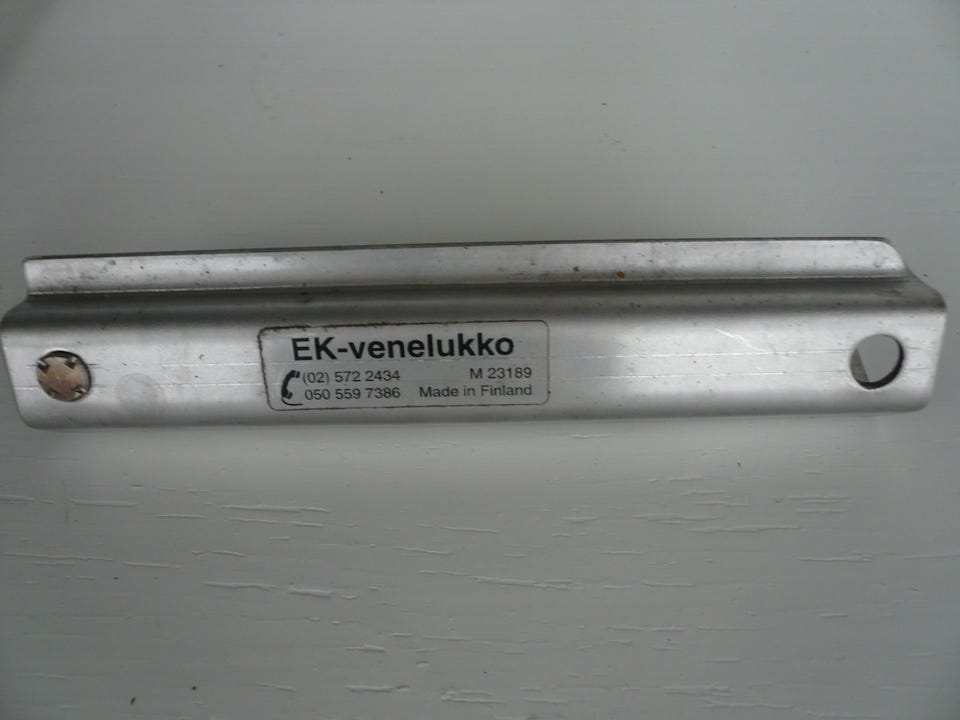 EK-venelukko
(02) 572 2434 M 23189
050 559 7386 Made in Finland